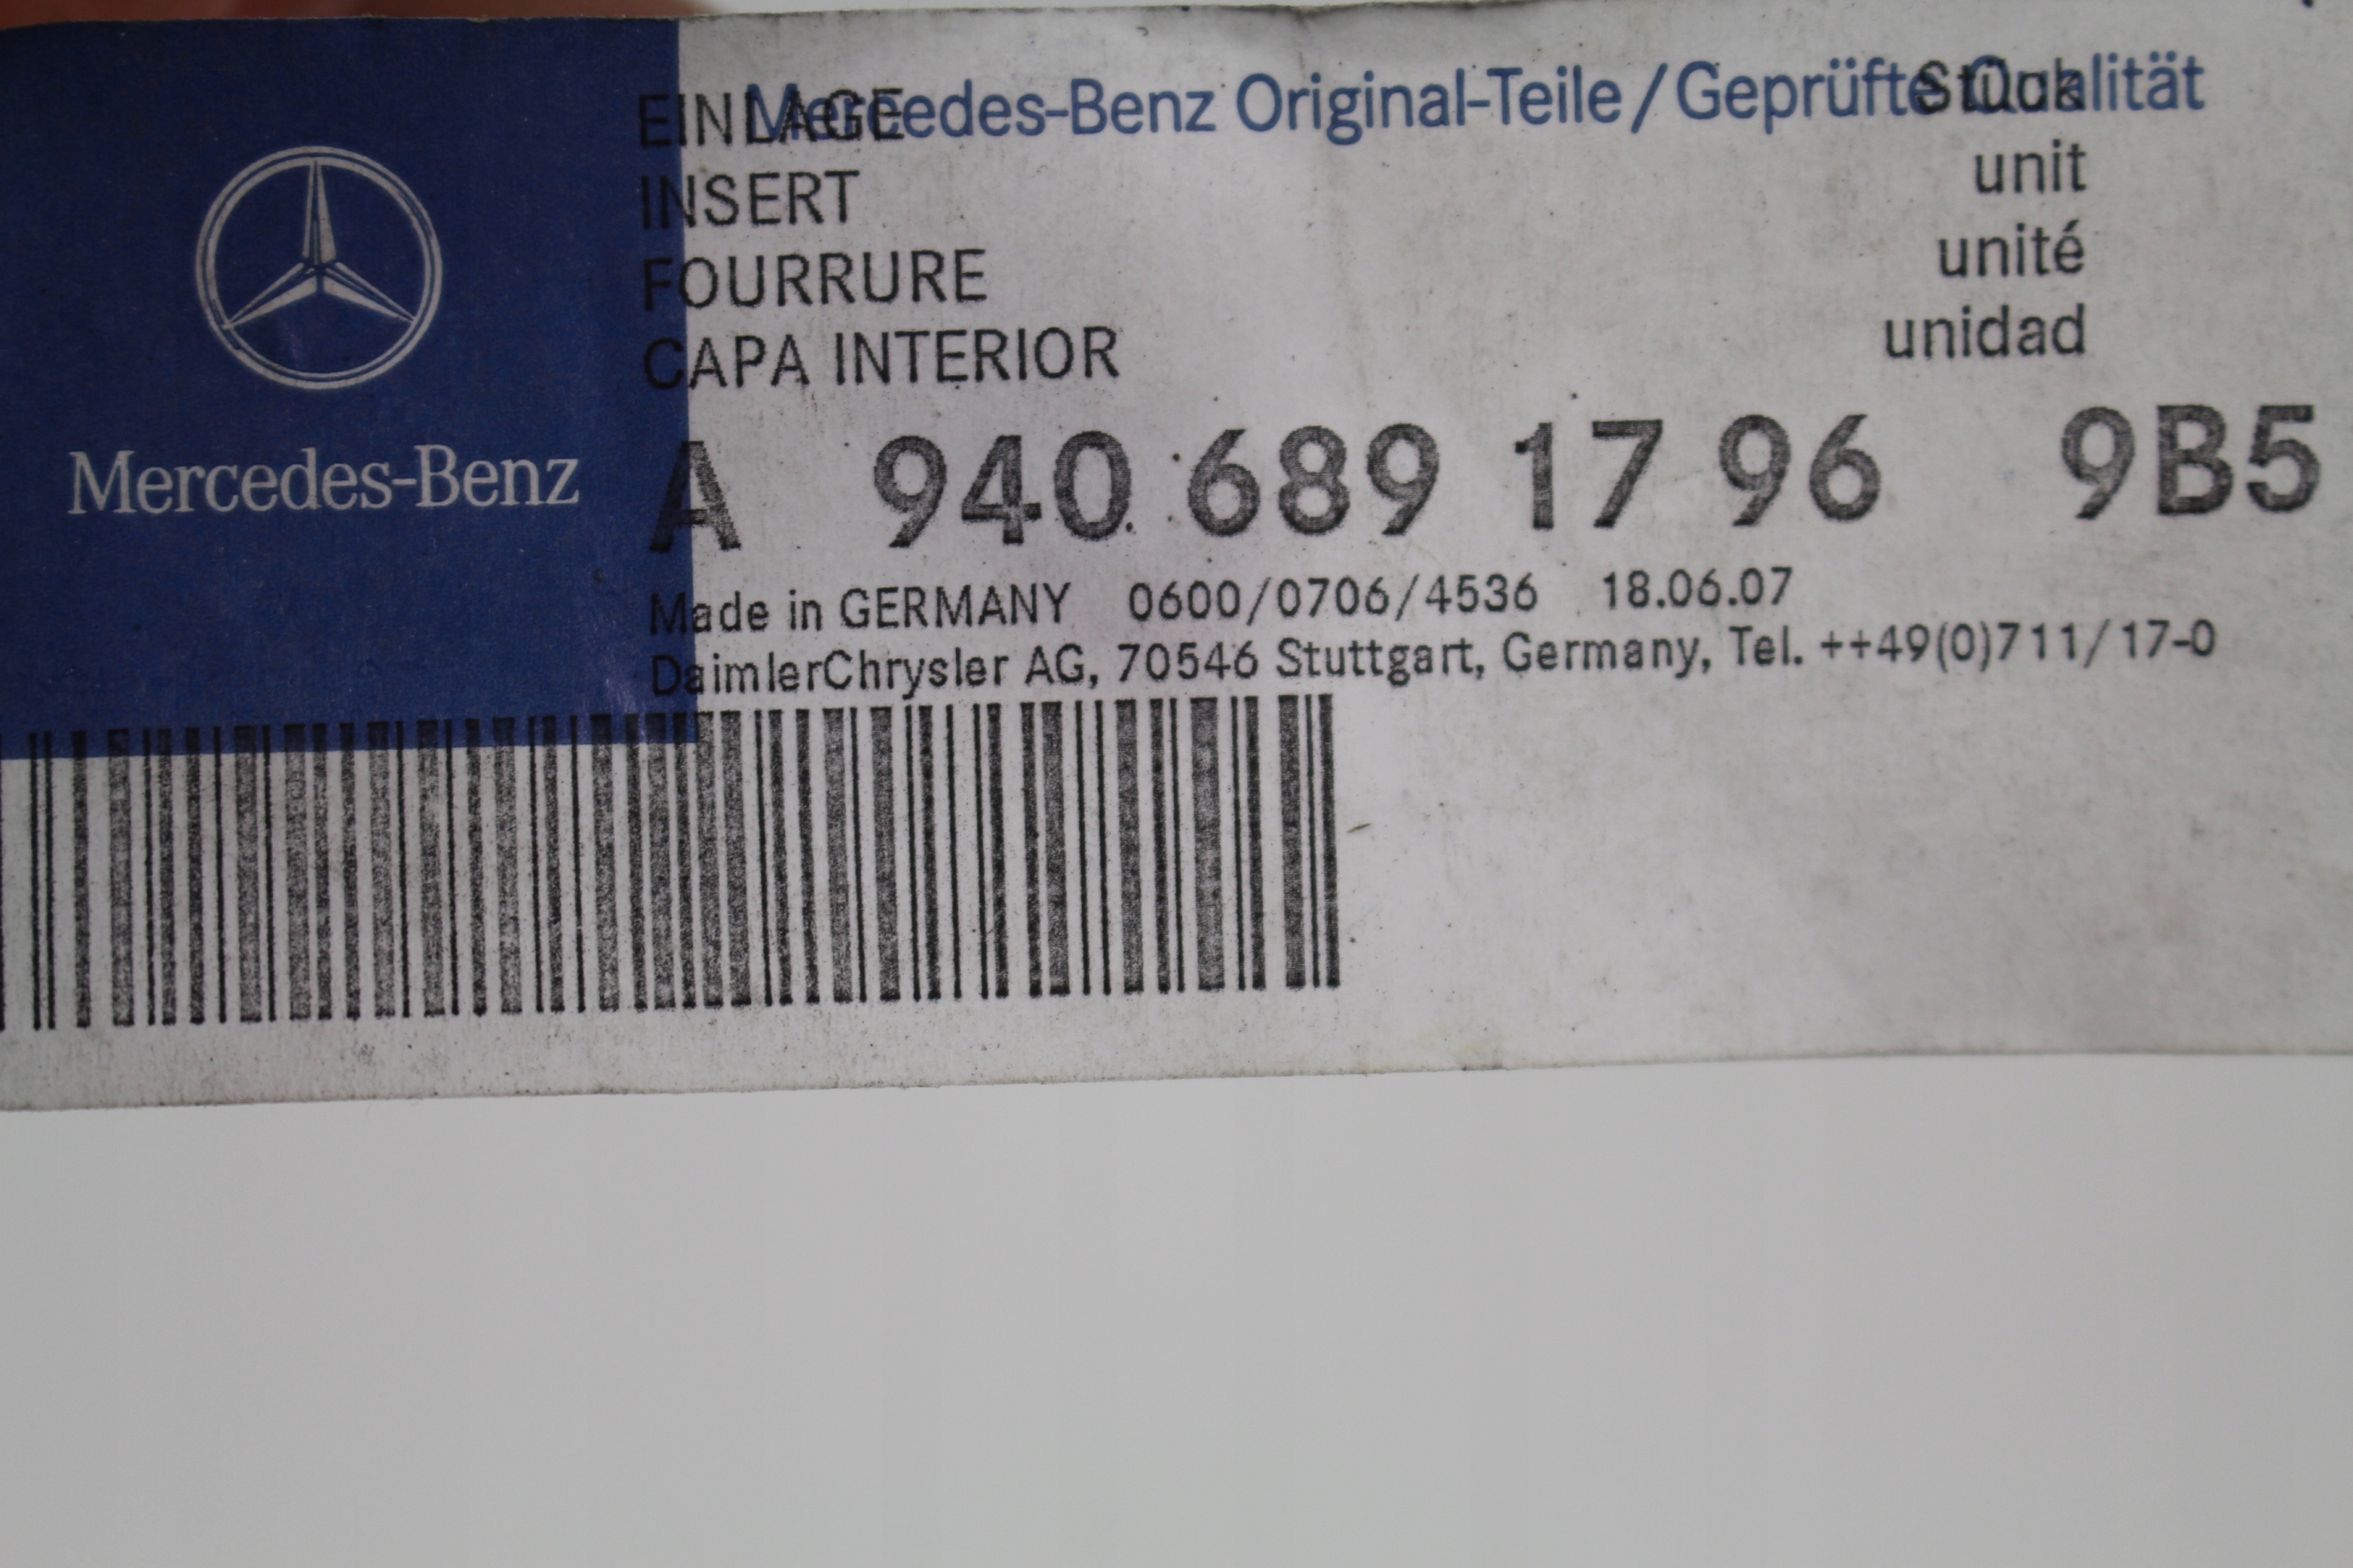 Mercedes-Benz Original-Teile/Geprüfte Qualität
EINLAGE Stück
INSERT unit
FOURRURE unité
CAPA INTERIOR unidad
Mercedes-Benz
A 940 689 17 96 9B5
Made in GERMANY 0600/0706/4536 18.06.07
DaimlerChrysler AG, 70546 Stuttgart, Germany, Tel. ++49(0)711/17-0